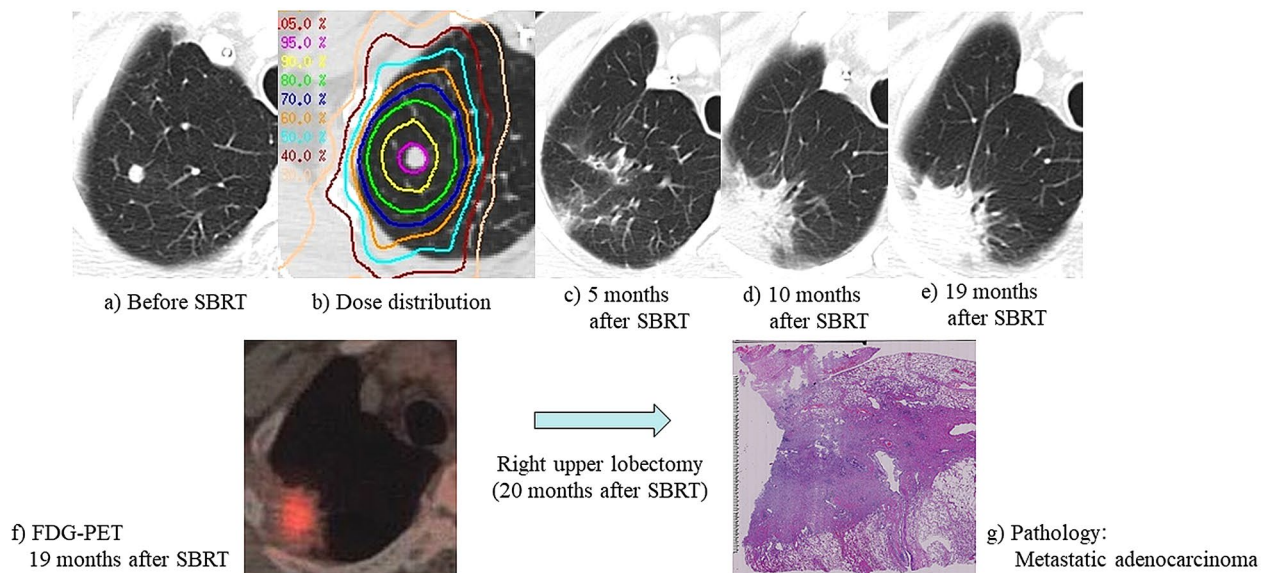 05.0 %
95.0 %
90.0 %
80.0 %
70.0 %
60.0 %
50.0 %
40.0 %
30.0 %
a) Before SBRT
b) Dose distribution
c) 5 months
after SBRT
d) 10 months
after SBRT
e) 19 months
after SBRT
f) FDG-PET
19 months after SBRT
Right upper lobectomy
(20 months after SBRT)
g) Pathology:
Metastatic adenocarcinoma